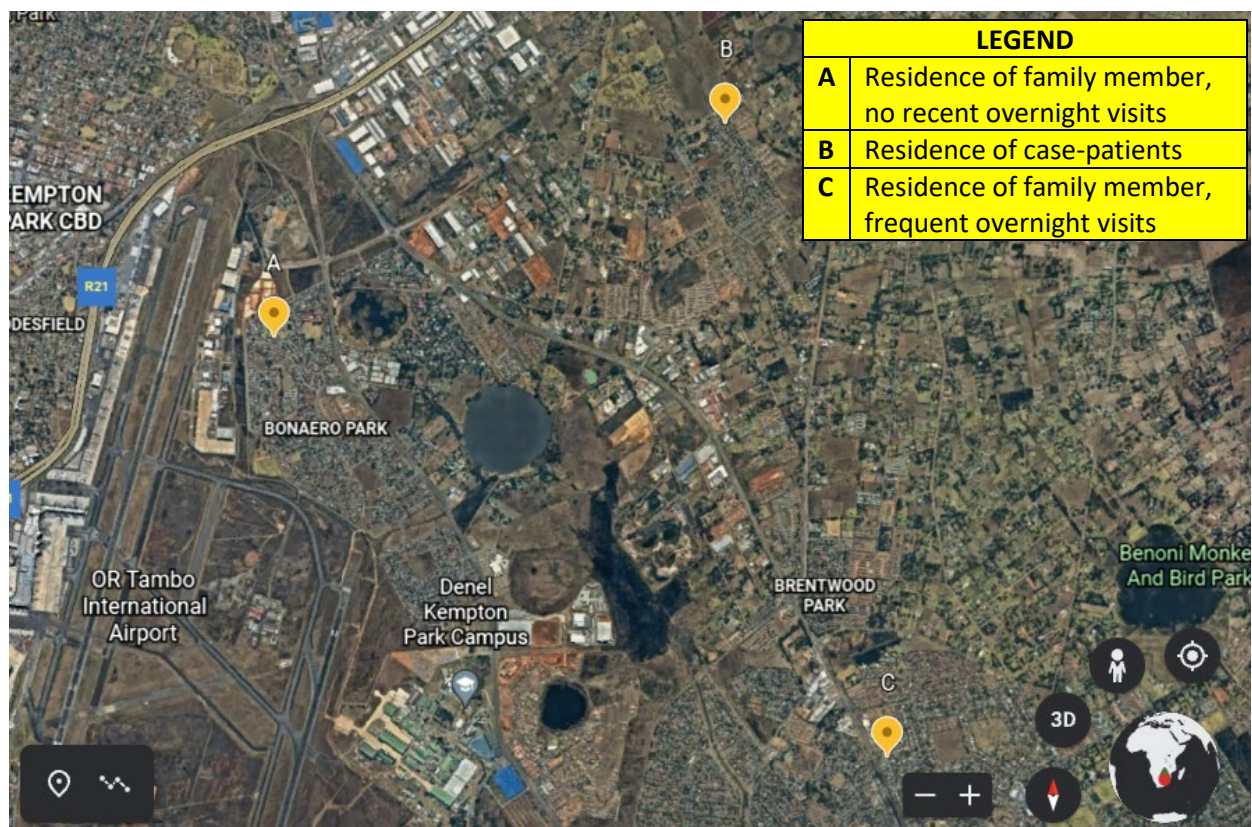 Park
B
LEGEND
A Residence of family member,
no recent overnight visits
B Residence of case-patients
C Residence of family member,
frequent overnight visits
EMPTON
PARK CBD
A
R21
DESFIELD
BONAERO PARK
OR Tambo
International
Airport
Denel
Kempton
Park Campus
BRENTWOOD
PARK
Benoni Monke
And Bird Park
C
3D